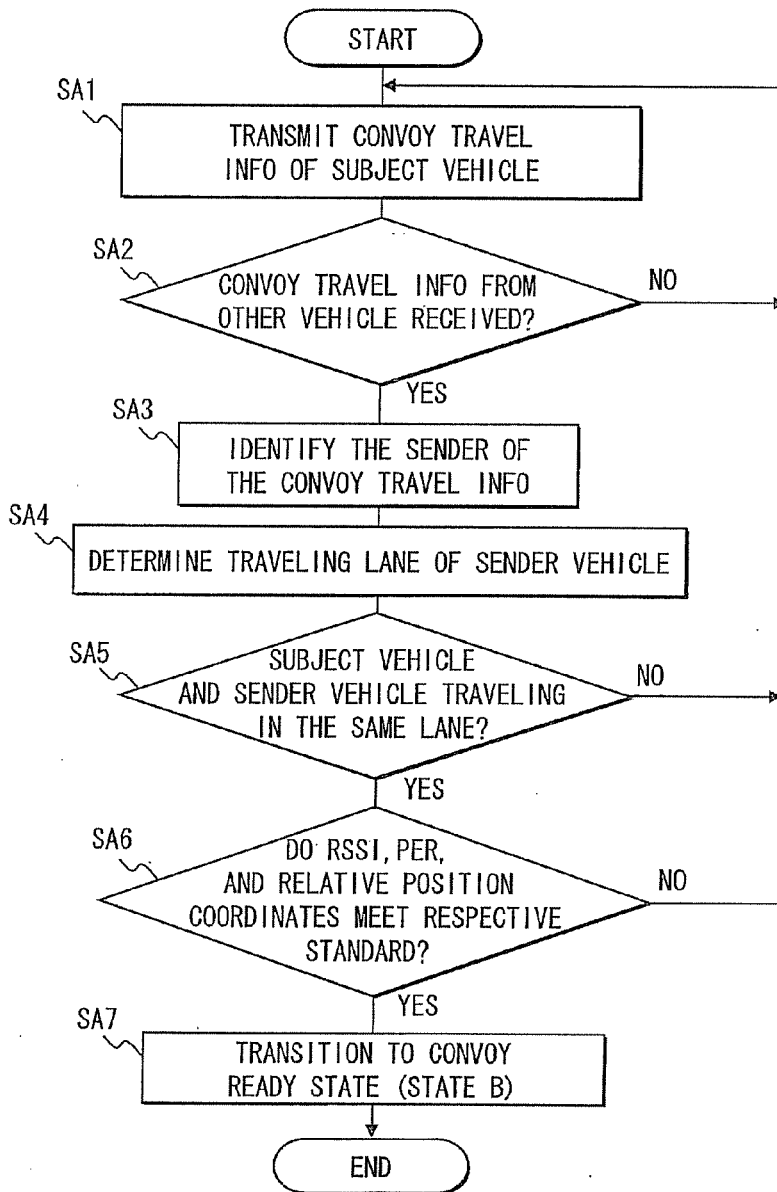 START
SA1
TRANSMIT CONVOY TRAVEL
INFO OF SUBJECT VEHICLE
SA2
CONVOY TRAVEL INFO FROM
OTHER VEHICLE RECEIVED?
NO
YES
SA3
IDENTIFY THE SENDER OF
THE CONVOY TRAVEL INFO
SA4
DETERMINE TRAVELING LANE OF SENDER VEHICLE
SA5
SUBJECT VEHICLE
AND SENDER VEHICLE TRAVELING
IN THE SAME LANE?
NO
YES
SA6
DO RSSI, PER,
AND RELATIVE POSITION
COORDINATES MEET RESPECTIVE
STANDARD?
NO
YES
SA7
TRANSITION TO CONVOY
READY STATE (STATE B)
END